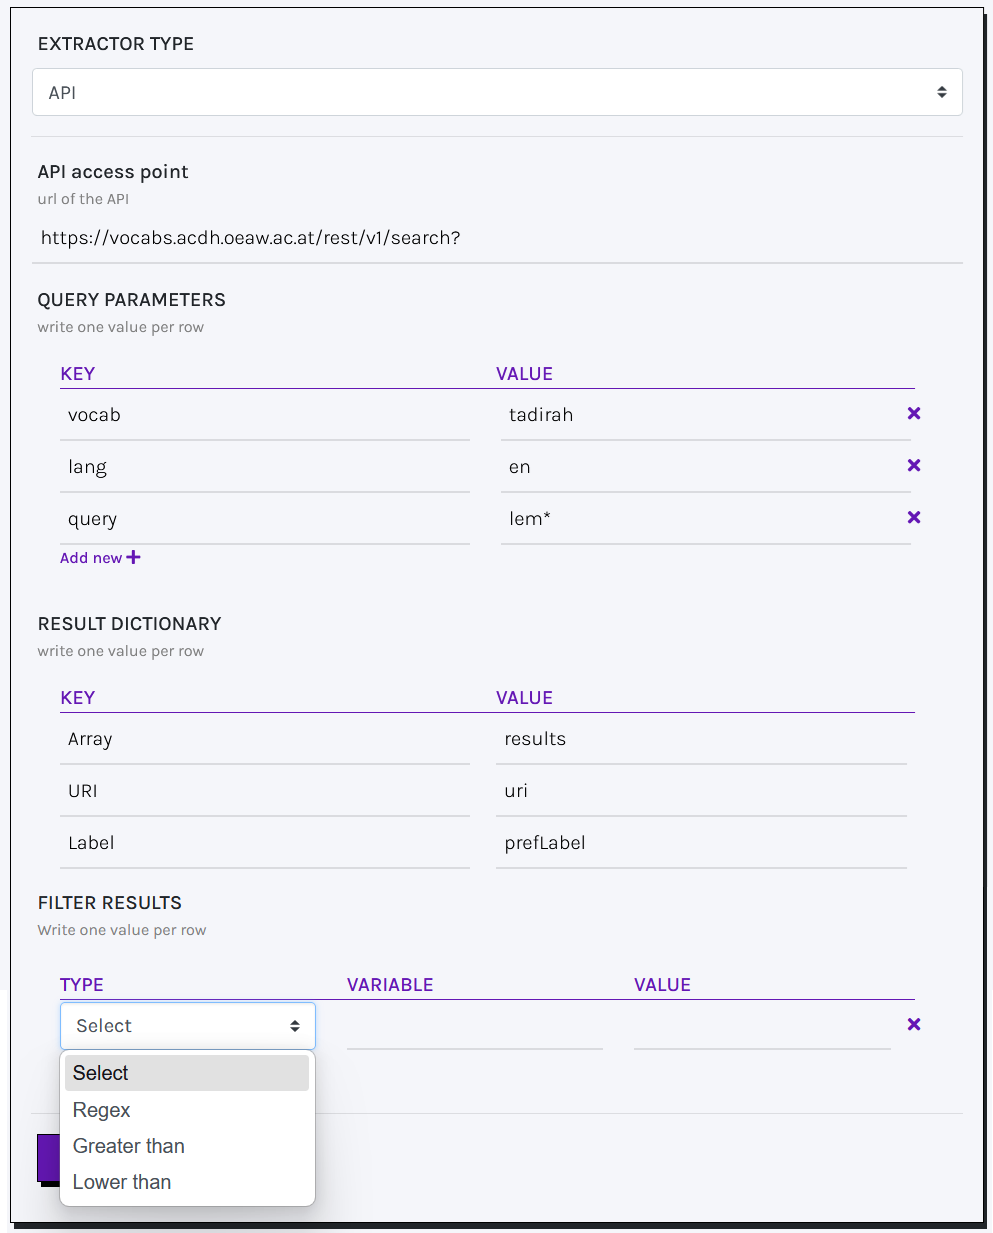 EXTRACTOR TYPE
API
API access point
url of the API
https://vocabs.acdh.oeaw.ac.at/rest/v1/search?
QUERY PARAMETERS
write one value per row
KEY VALUE
vocab tadirah
lang en
query lem*
Add new
RESULT DICTIONARY
write one value per row
KEY VALUE
Array results
URI uri
Label prefLabel
FILTER RESULTS
Write one value per row
TYPE VARIABLE VALUE
Select
Select
Regex
Greater than
Lower than